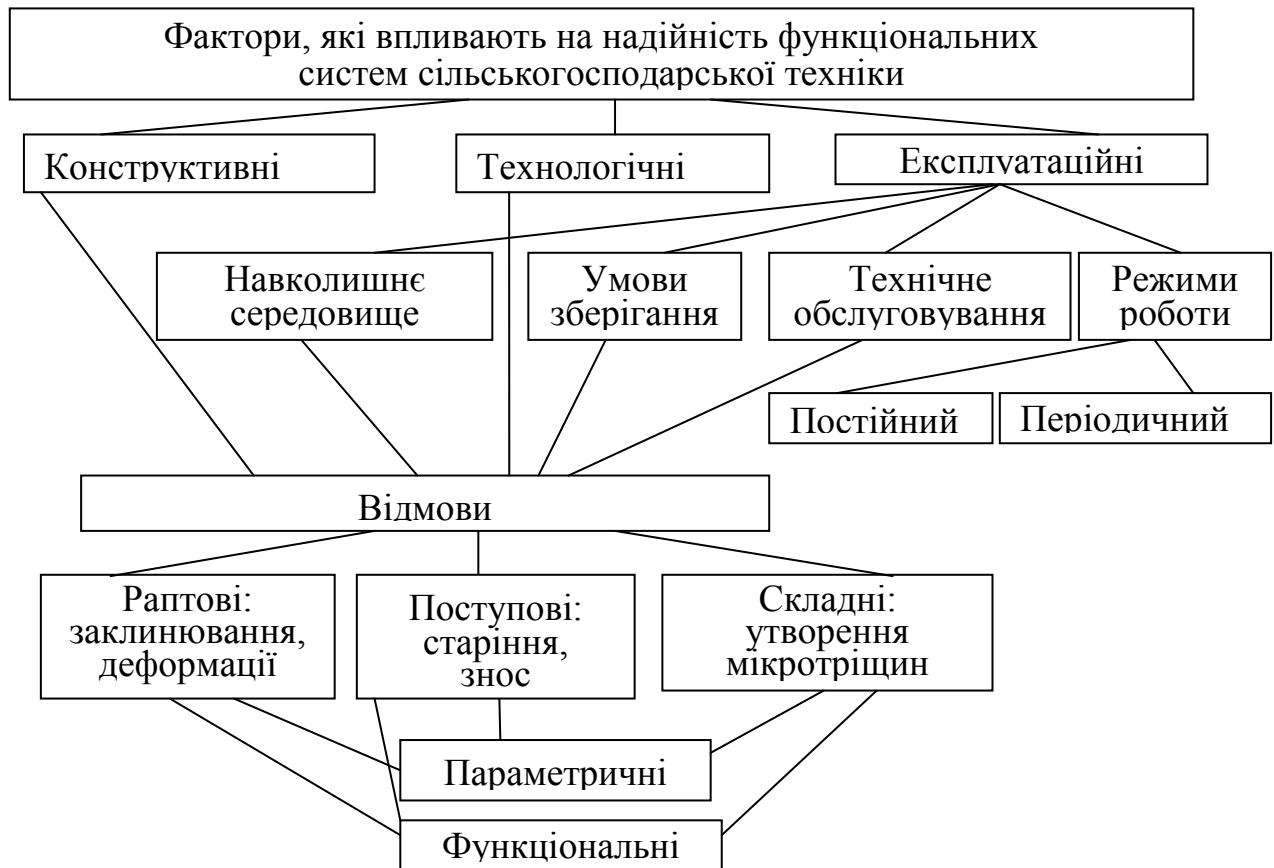 Фактори, які впливають на надійність функціональних
систем сільськогосподарської техніки
Конструктивні
Технологічні
Експлуатаційні
Навколишнє
середовище
Умови
зберігання
Технічне
обслуговування
Режими
роботи
Постійний
Періодичний
Відмови
Раптові:
заклинювання,
деформації
Поступові:
старіння,
знос
Складні:
утворення
мікротріщин
Параметричні
Функціональні